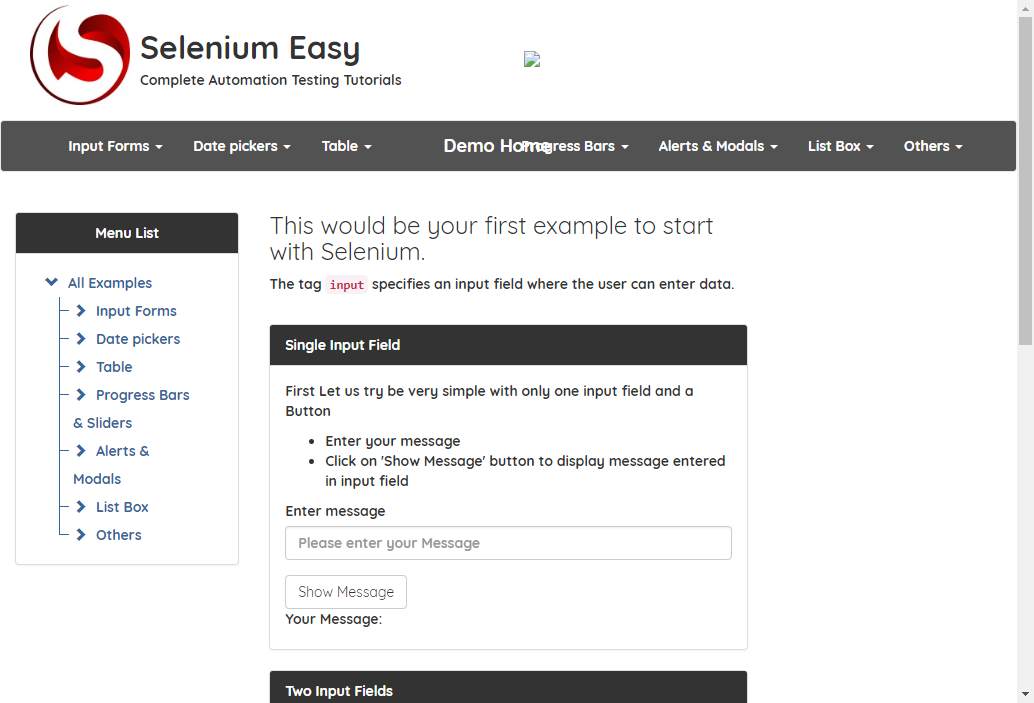 Selenium Easy
Complete Automation Testing Tutorials
Input Forms
Date pickers
Table
Demo Home
Progress Bars
Alerts & Modals
List Box
Others
Menu List
All Examples
Input Forms
Date pickers
Table
Progress Bars
& Sliders
Alerts &
Modals
List Box
Others
This would be your first example to start
with Selenium.
The tag input specifies an input field where the user can enter data.
Single Input Field
First Let us try be very simple with only one input field and a
Button
Enter your message
Click on 'Show Message' button to display message entered
in input field
Enter message
Please enter your Message
Show Message
Your Message:
Two Input Fields